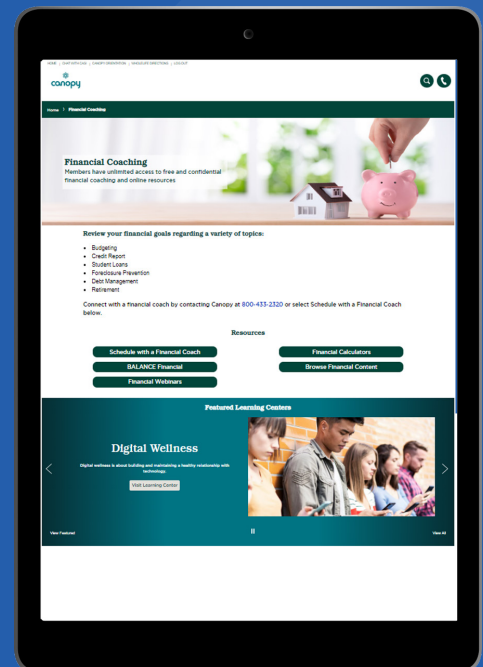 HOME | CHAT WITH CLIO | CANOPY ORIENTATION | WHOLELIFE DIRECTIONS | LOGOUT
canopy
Home > Financial Coaching
Financial Coaching
Members have unlimited access to free and confidential
financial coaching and online resources
Review your financial goals regarding a variety of topics:
• Budgeting
• Credit Report
• Student Loans
• Foreclosure Prevention
• Debt Management
• Retirement
Connect with a financial coach by contacting Canopy at 800-433-2320 or select Schedule with a Financial Coach
below.
Resources
Schedule with a Financial Coach
Financial Calculators
BALANCE Financial
Browse Financial Content
Financial Webinars
Featured Learning Centers
Digital Wellness
Digital wellness is about building and maintaining a healthy relationship with
technology.
Visit Learning Center
View Featured
View All